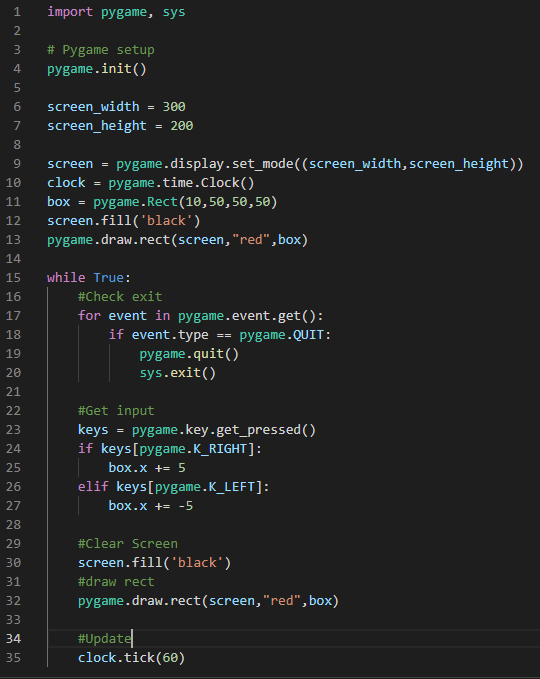 1 import pygame, sys
2
3 # Pygame setup
4 pygame.init()
5
6 screen_width = 300
7 screen_height = 200
8
9 screen = pygame.display.set_mode((screen_width,screen_height))
10 clock = pygame.time.Clock()
11 box = pygame.Rect(10,50,50,50)
12 screen.fill('black')
13 pygame.draw.rect(screen,"red",box)
14
15 while True:
16     #Check exit
17     for event in pygame.event.get():
18         if event.type == pygame.QUIT:
19             pygame.quit()
20             sys.exit()
21
22     #Get input
23     keys = pygame.key.get_pressed()
24     if keys[pygame.K_RIGHT]:
25         box.x += 5
26     elif keys[pygame.K_LEFT]:
27         box.x += -5
28
29     #Clear Screen
30     screen.fill('black')
31     #draw rect
32     pygame.draw.rect(screen,"red",box)
33
34     #Update
35     clock.tick(60)